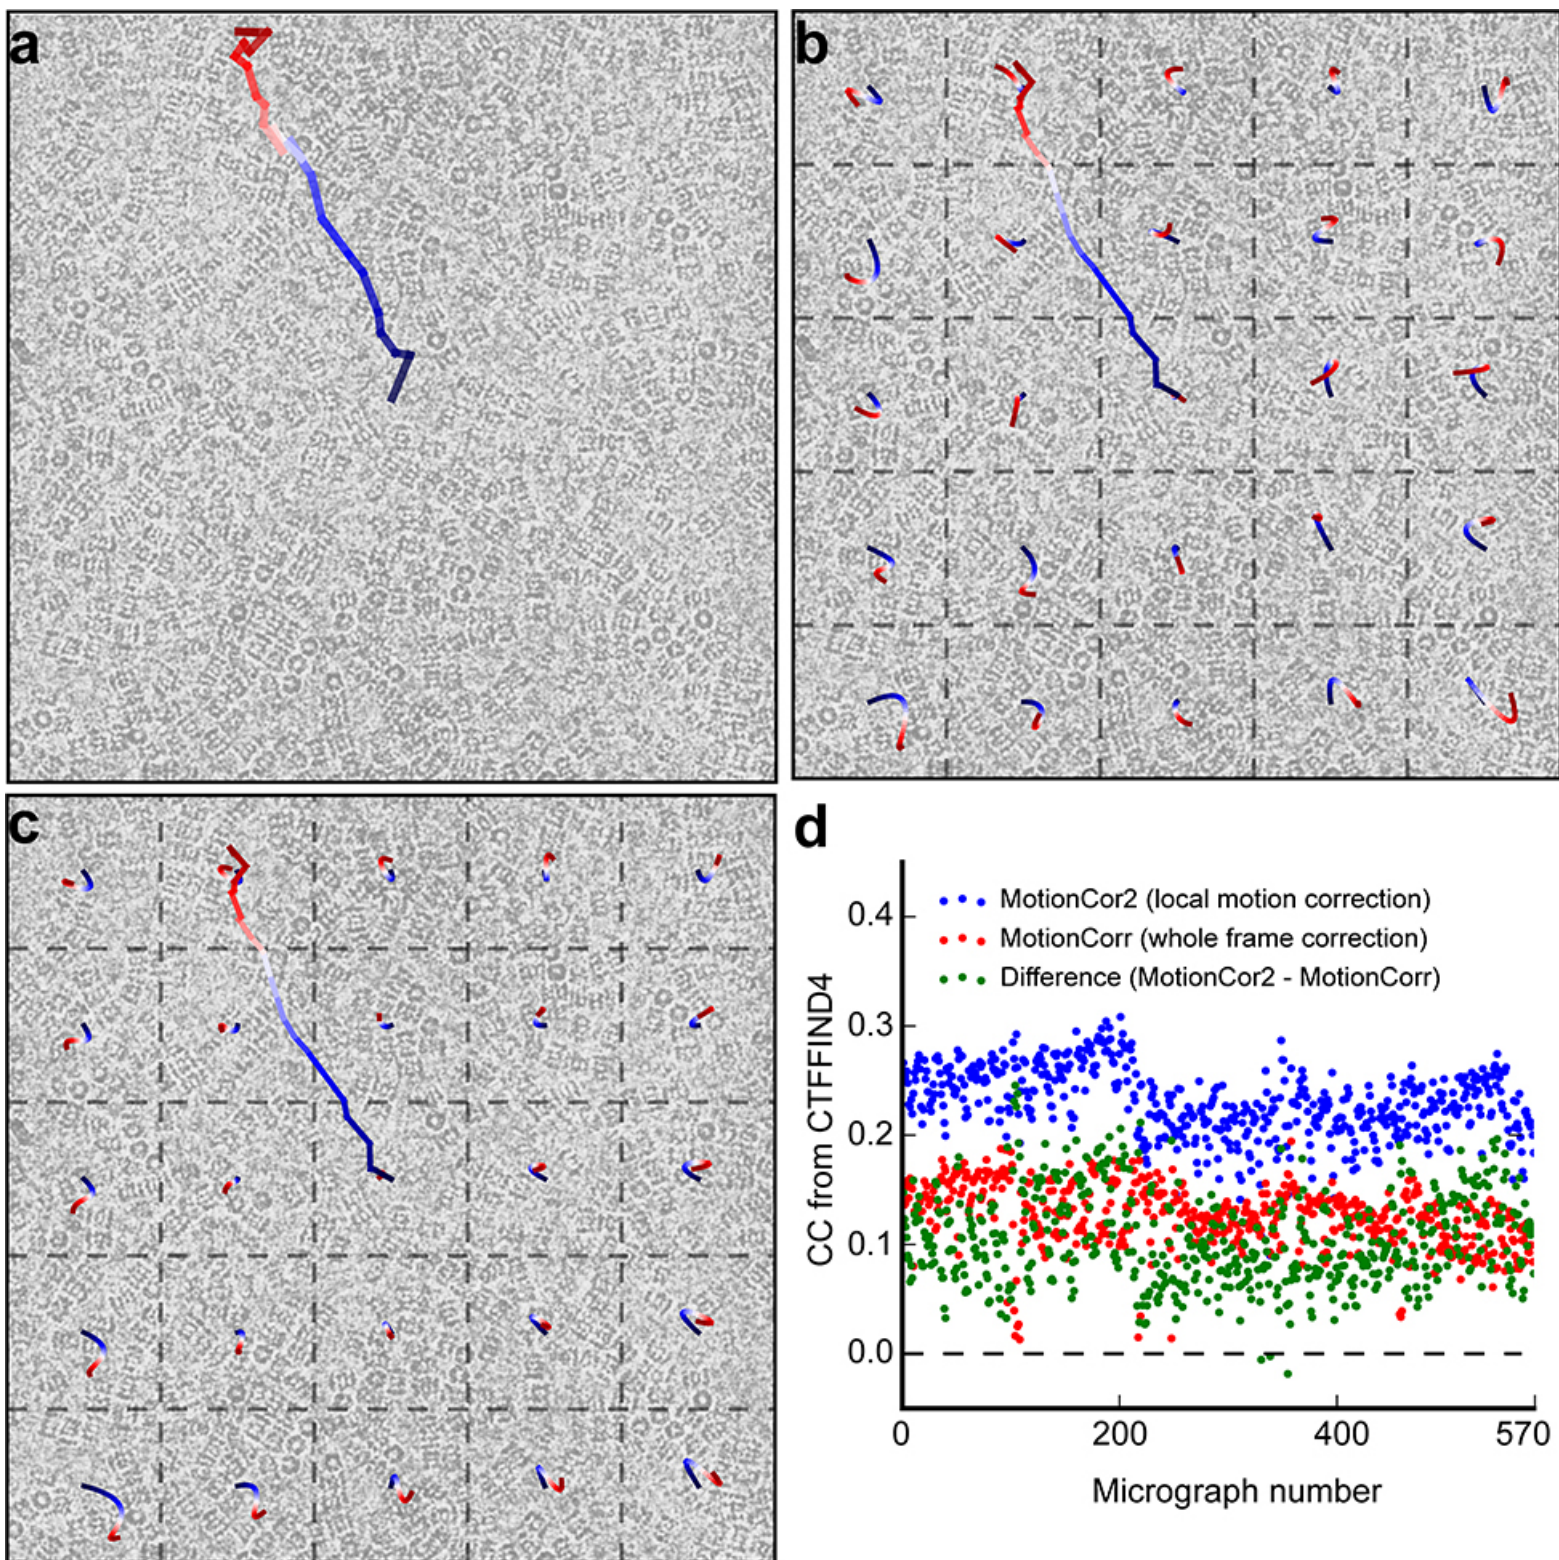 a
b
c
d
MotionCor2 (local motion correction)
MotionCorr (whole frame correction)
Difference (MotionCor2 - MotionCorr)
CC from CTFFIND4
0.4
0.3
0.2
0.1
0.0
0 200 400 570
Micrograph number